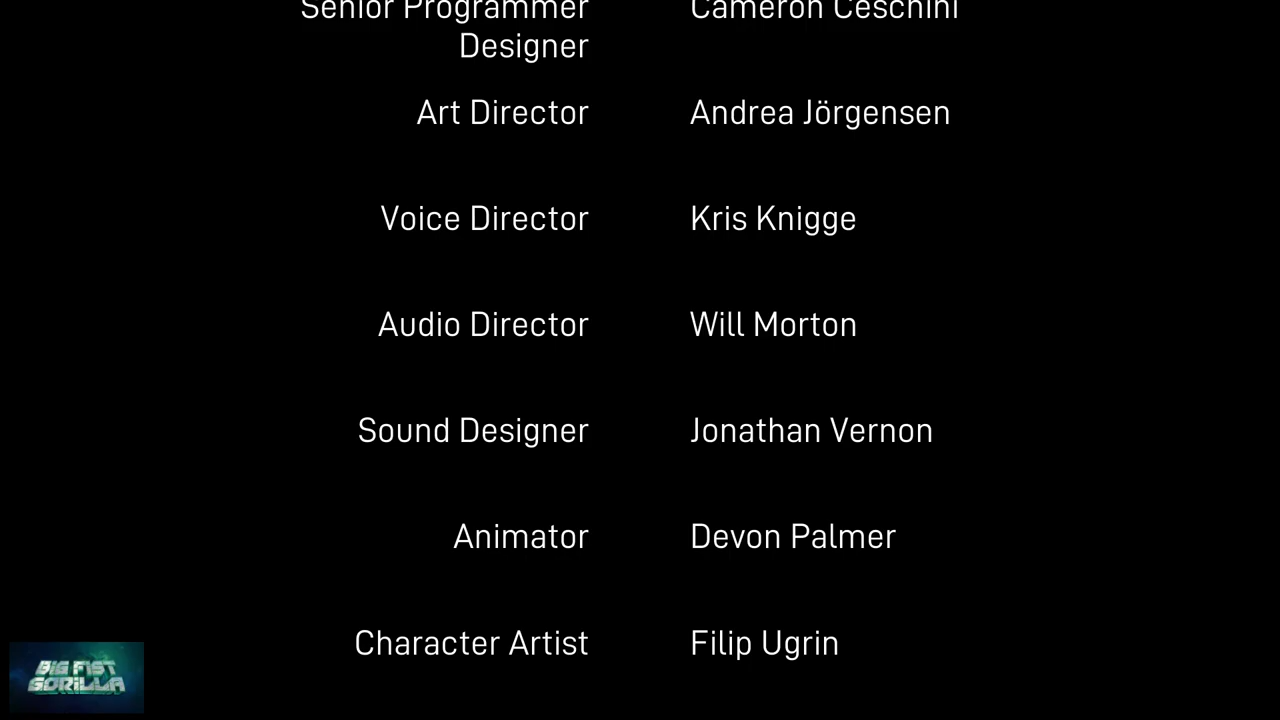 Senior Programmer Cameron Ceschini
Designer
Art Director Andrea Jörgensen
Voice Director Kris Knigge
Audio Director Will Morton
Sound Designer Jonathan Vernon
Animator Devon Palmer
Character Artist Filip Ugrin
BIG FIST
GORILLA